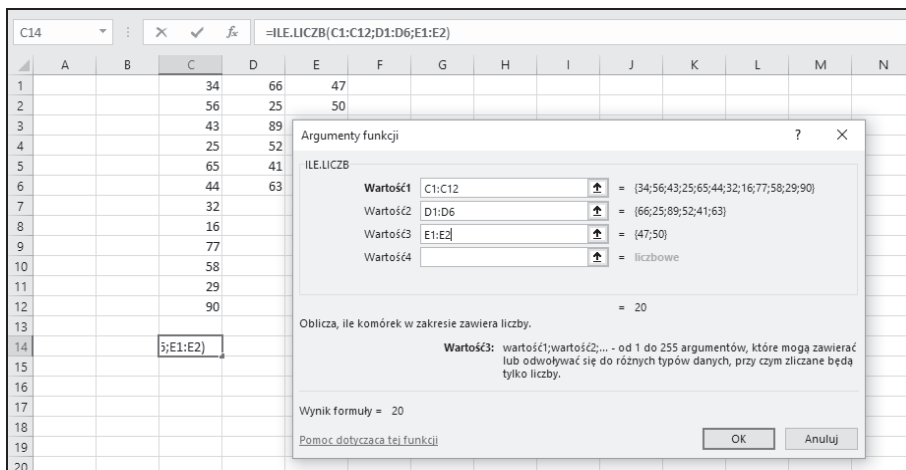 C14 =ILE.LICZB(C1:C12;D1:D6;E1:E2)
A B C D E F G H I J K L M N
1 34 66 47
2 56 25 50
3 43 89
4 25 52
5 65 41
6 44 63
7 32
8 16
9 77
10 58
11 29
12 90
13
14 5;E1:E2)
15
16
17
18
19
20
Argumenty funkcji ? ×
ILE.LICZB
Wartość1 C1:C12 = {34;56;43;25;65;44;32;16;77;58;29;90}
Wartość2 D1:D6 = {66;25;89;52;41;63}
Wartość3 E1:E2 = {47;50}
Wartość4 = liczbowe
= 20
Oblicza, ile komórek w zakresie zawiera liczby.
Wartość3: wartość1;wartość2;... - od 1 do 255 argumentów, które mogą zawierać
lub odwoływać się do różnych typów danych, przy czym zliczane będą
tylko liczby.
Wynik formuły = 20
Pomoc dotycząca tej funkcji
OK Anuluj